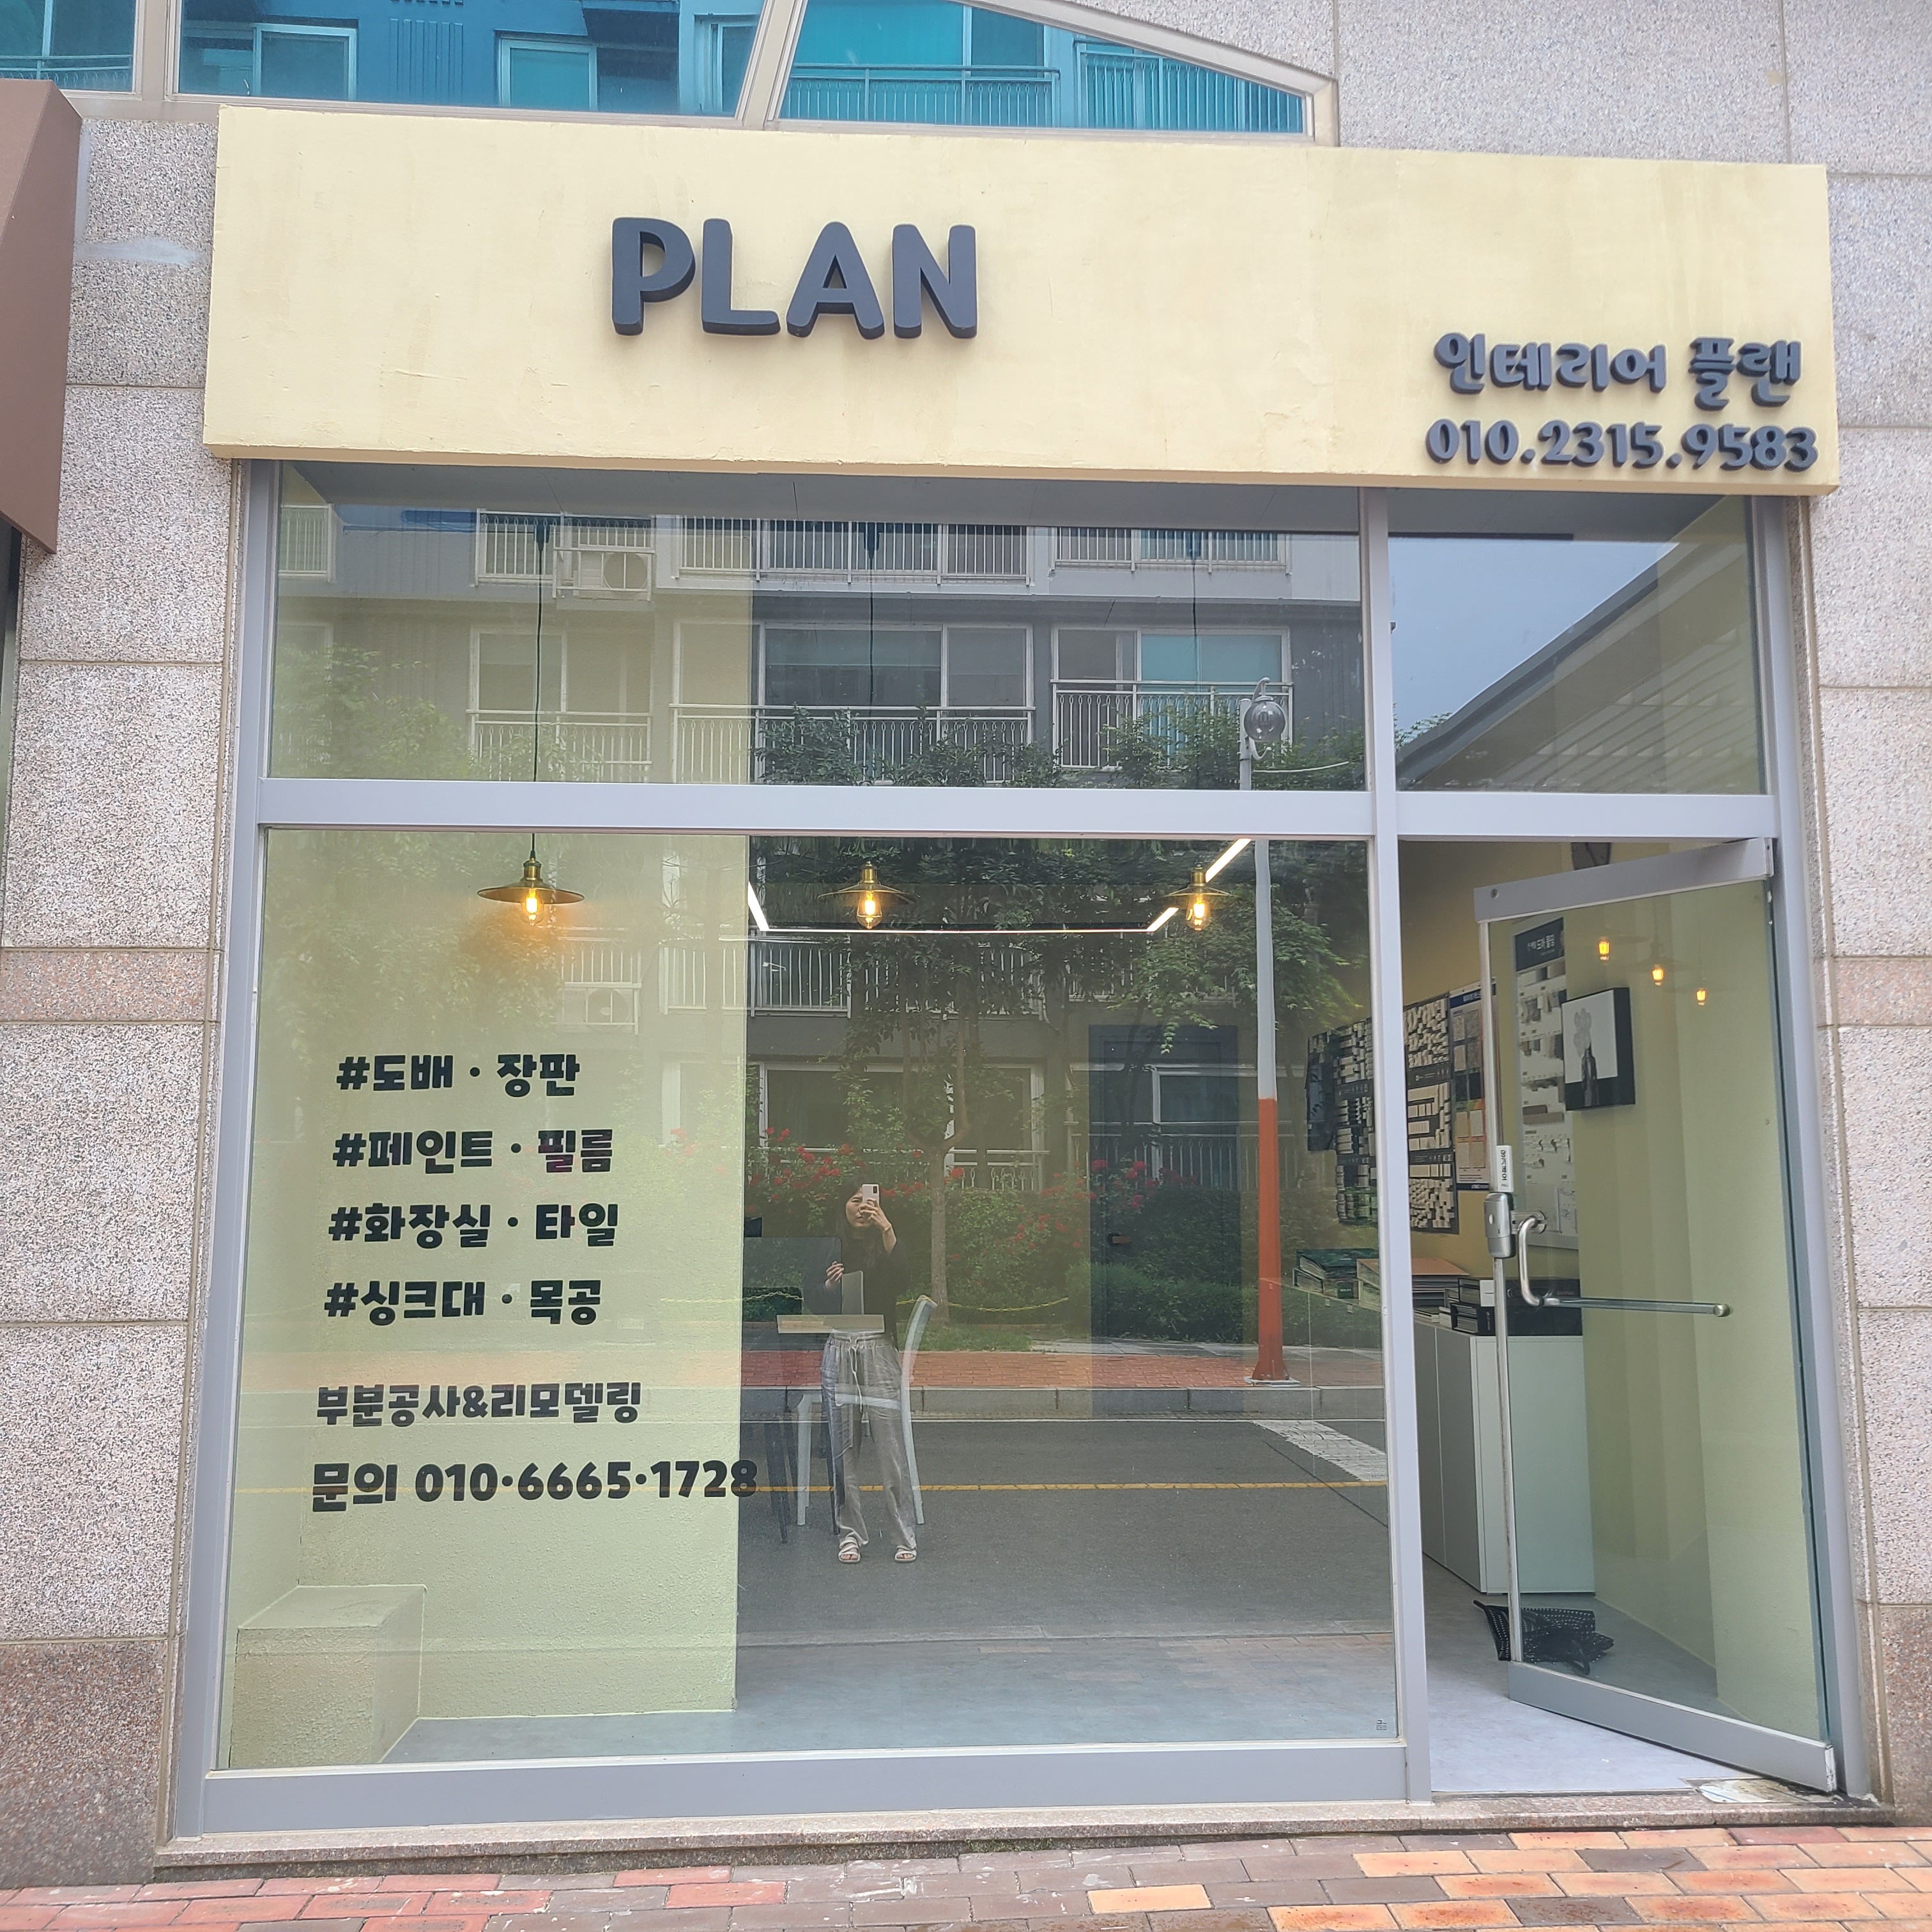 PLAN
인테리어 플랜
010.2315.9583
#도배 · 장판
#페인트 · 필름
#화장실 · 타일
#싱크대 · 목공
부분공사&리모델링
문의 010·6665·1728